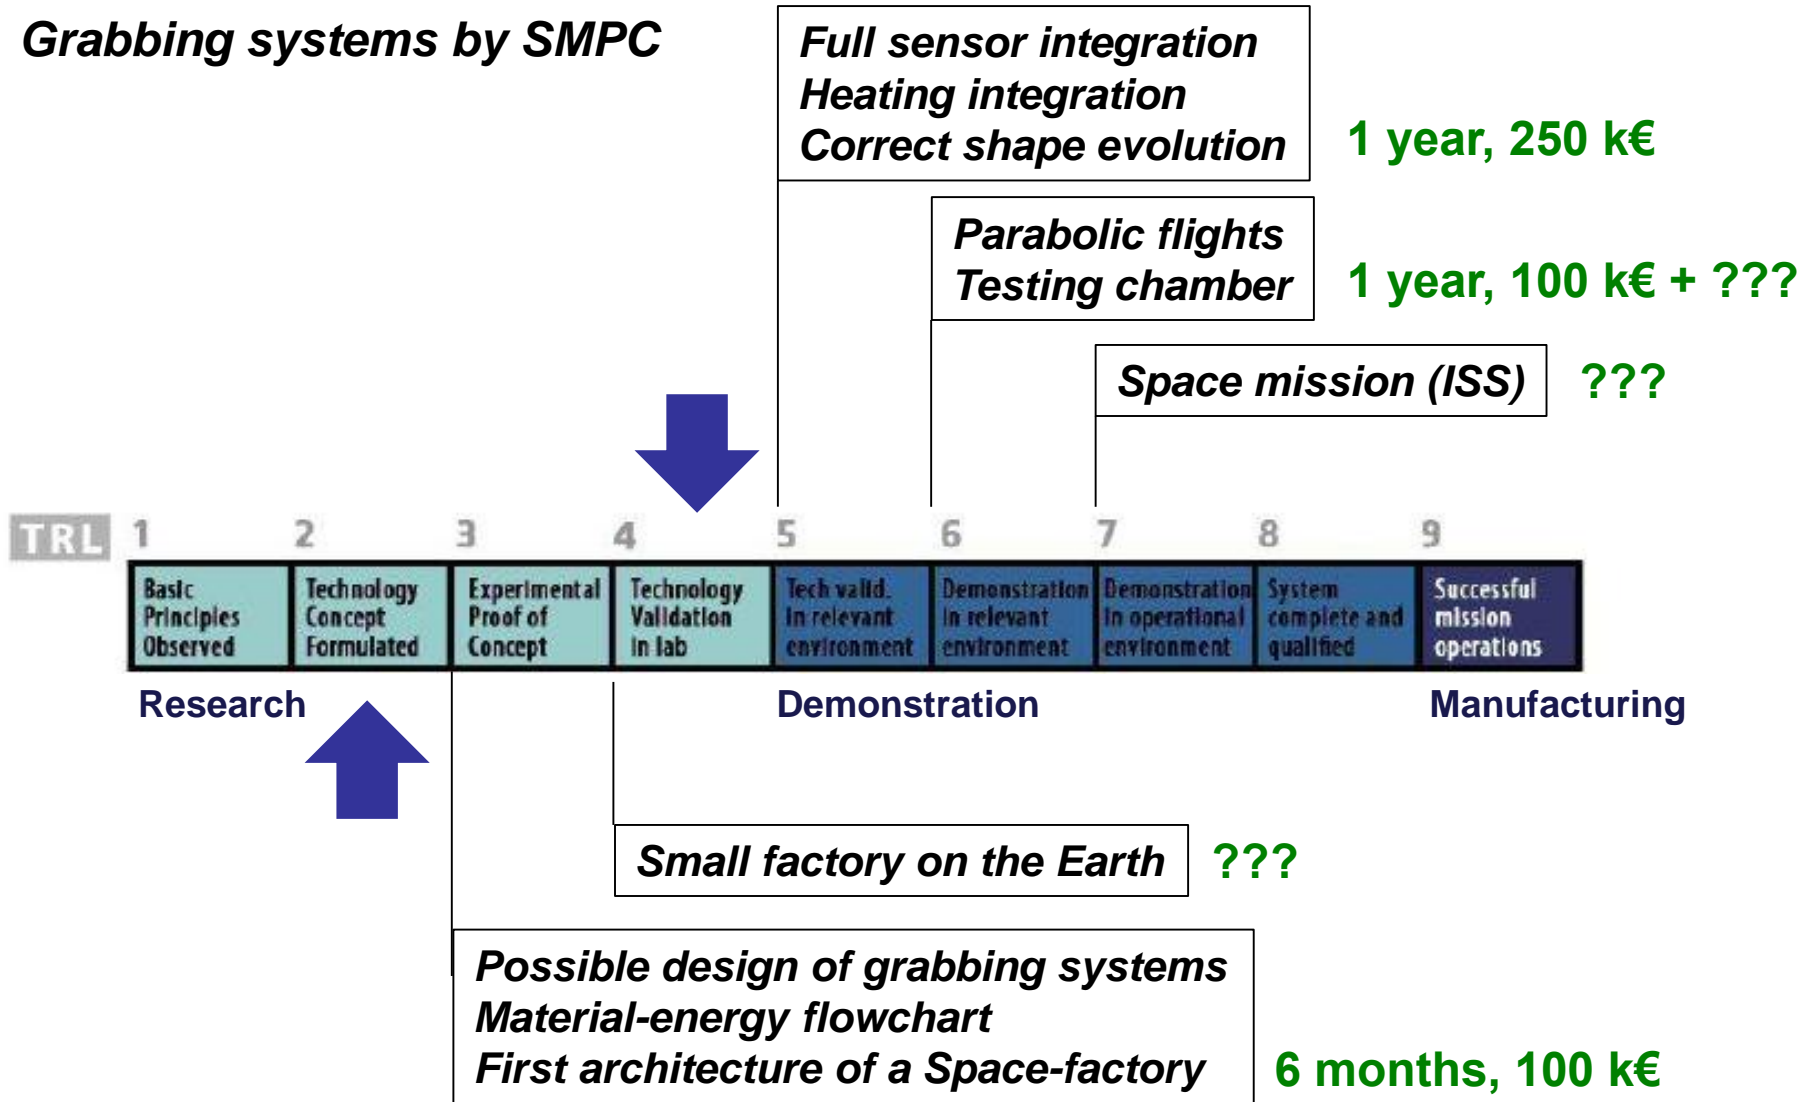 Grabbing systems by SMPC
Full sensor integration
Heating integration
Correct shape evolution
1 year, 250 k€
Parabolic flights
Testing chamber
1 year, 100 k€ + ???
Space mission (ISS)
???
TRL 1 2 3 4 5 6 7 8 9
Basic
Principles
Observed
Technology
Concept
Formulated
Experimental
Proof of
Concept
Technology
Validation
in lab
Tech valid.
in relevant
environment
Demonstration
in relevant
environment
Demonstration
in operational
environment
System
complete and
qualified
Successful
mission
operations
Research
Demonstration
Manufacturing
Small factory on the Earth
???
Possible design of grabbing systems
Material-energy flowchart
First architecture of a Space-factory
6 months, 100 k€